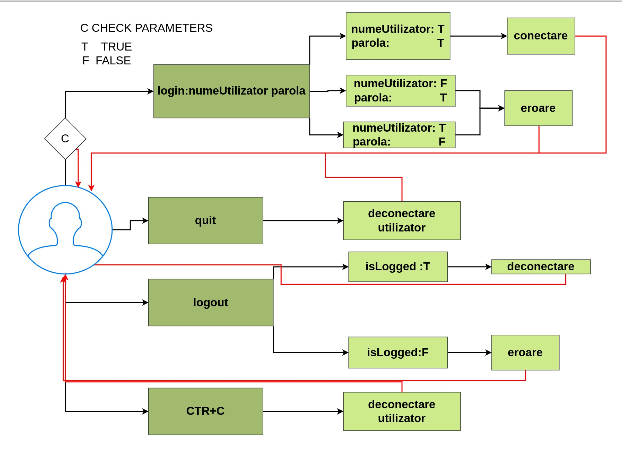 C CHECK PARAMETERS
T TRUE
F FALSE
numeUtilizator: T
parola: T
conectare
login:numeUtilizator parola
numeUtilizator: F
parola: T
eroare
numeUtilizator: T
parola: F
C
quit
deconectare
utilizator
isLogged :T
deconectare
logout
isLogged:F
eroare
CTR+C
deconectare
utilizator